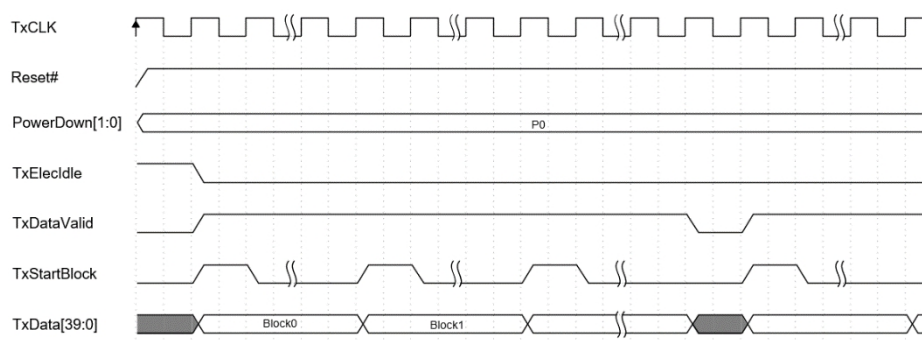 TxCLK
Reset#
PowerDown[1:0]
P0
TxElecIdle
TxDataValid
TxStartBlock
TxData[39:0]
Block0
Block1